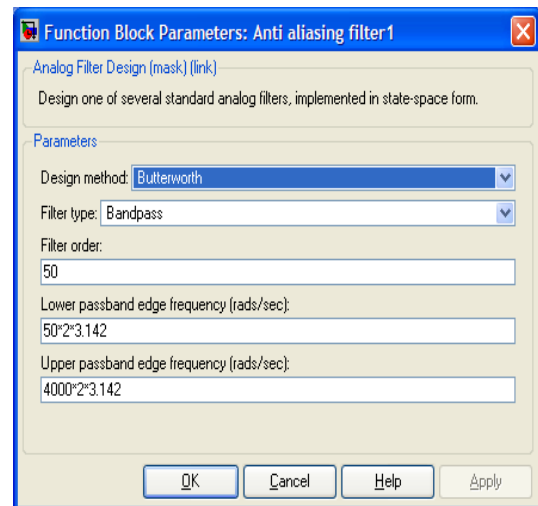 Function Block Parameters: Anti aliasing filter1
Analog Filter Design (mask) (link)
Design one of several standard analog filters, implemented in state-space form.
Parameters
Design method: Butterworth
Filter type: Bandpass
Filter order:
50
Lower passband edge frequency (rads/sec):
50*2*3.142
Upper passband edge frequency (rads/sec):
4000*2*3.142
OK Cancel Help Apply